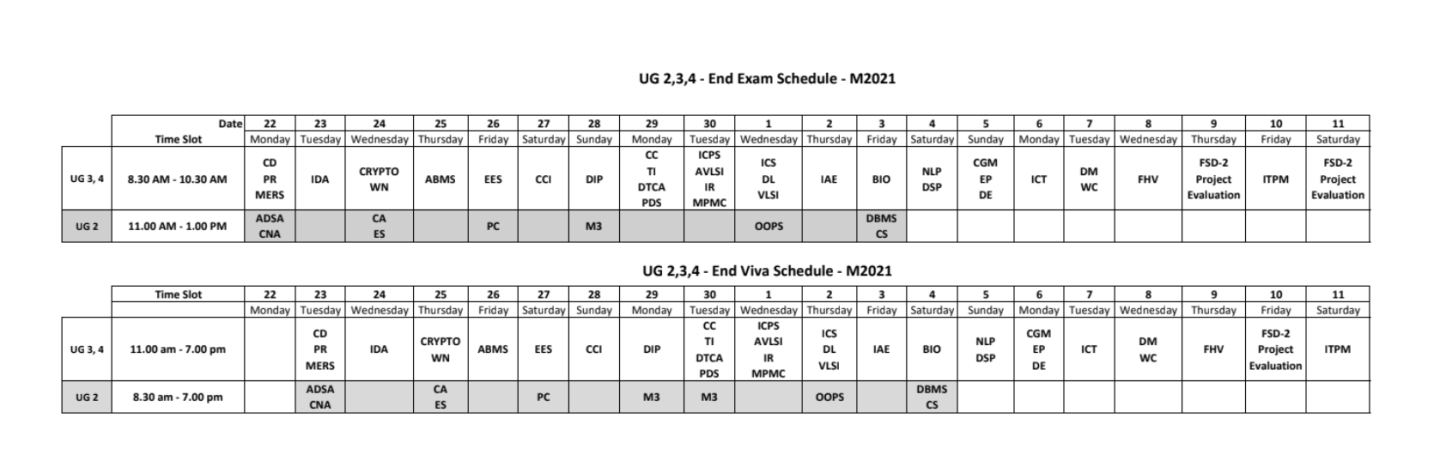 UG 2,3,4 - End Exam Schedule - M2021
Date 22 23 24 25 26 27 28 29 30 1 2 3 4 5 6 7 8 9 10 11
Time Slot Monday Tuesday Wednesday Thursday Friday Saturday Sunday Monday Tuesday Wednesday Thursday Friday Saturday Sunday Monday Tuesday Wednesday Thursday Friday Saturday
UG 3, 4
8.30 AM - 10.30 AM
CD
PR
MERS
IDA
CRYPTO
WN
ABMS
EES
CCI
DIP
CC
TI
DTCA
PDS
ICPS
AVLSI
IR
MPMC
ICS
DL
VLSI
IAE
BIO
NLP
DSP
CGM
EP
DE
ICT
DM
WC
FHV
FSD-2
Project
Evaluation
ITPM
FSD-2
Project
Evaluation
UG 2
11.00 AM - 1.00 PM
ADSA
CNA
CA
ES
PC
M3
OOPS
DBMS
CS
UG 2,3,4 - End Viva Schedule - M2021
Time Slot 22 23 24 25 26 27 28 29 30 1 2 3 4 5 6 7 8 9 10 11
Monday Tuesday Wednesday Thursday Friday Saturday Sunday Monday Tuesday Wednesday Thursday Friday Saturday Sunday Monday Tuesday Wednesday Thursday Friday Saturday
UG 3, 4
11.00 am - 7.00 pm
CD
PR
MERS
IDA
CRYPTO
WN
ABMS
EES
CCI
DIP
CC
TI
DTCA
PDS
ICPS
AVLSI
IR
MPMC
ICS
DL
VLSI
IAE
BIO
NLP
DSP
CGM
EP
DE
ICT
DM
WC
FHV
FSD-2
Project
Evaluation
ITPM
UG 2
8.30 am - 7.00 pm
ADSA
CNA
CA
ES
PC
M3
M3
OOPS
DBMS
CS